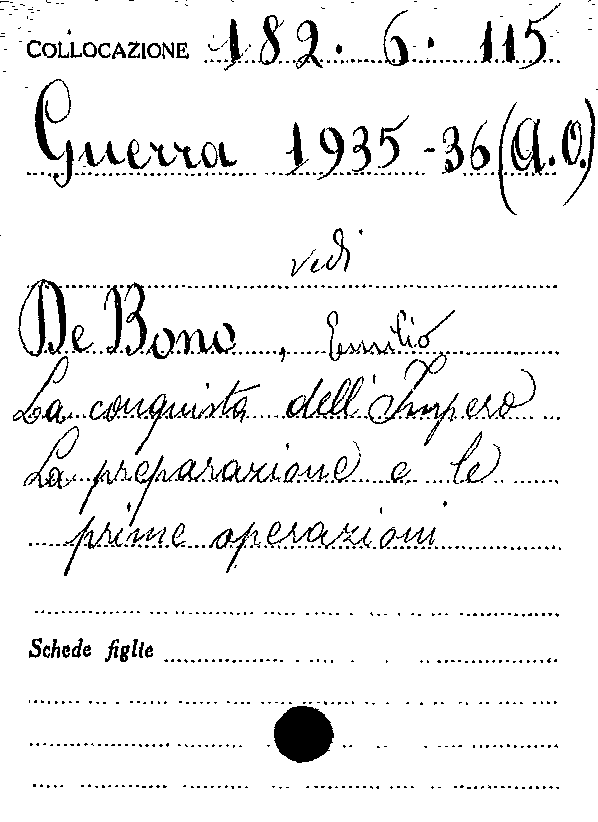 COLLOCAZIONE 182. 6. 115
Guerra 1935-36 (A.O.)
vedi
De Bono, Emilio
La conquista dell'Impero
La preparazione e le
prime operazioni
Schede figlie